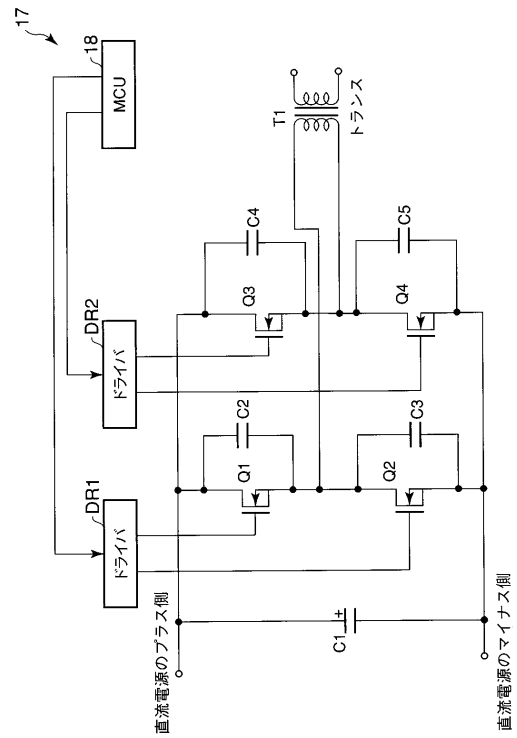 17
18
MCU
DR2
ドライバ
DR1
ドライバ
T1
トランス
C4
Q3
C5
Q4
C2
Q1
C3
Q2
C1
+
直流電源のプラス側
直流電源のマイナス側